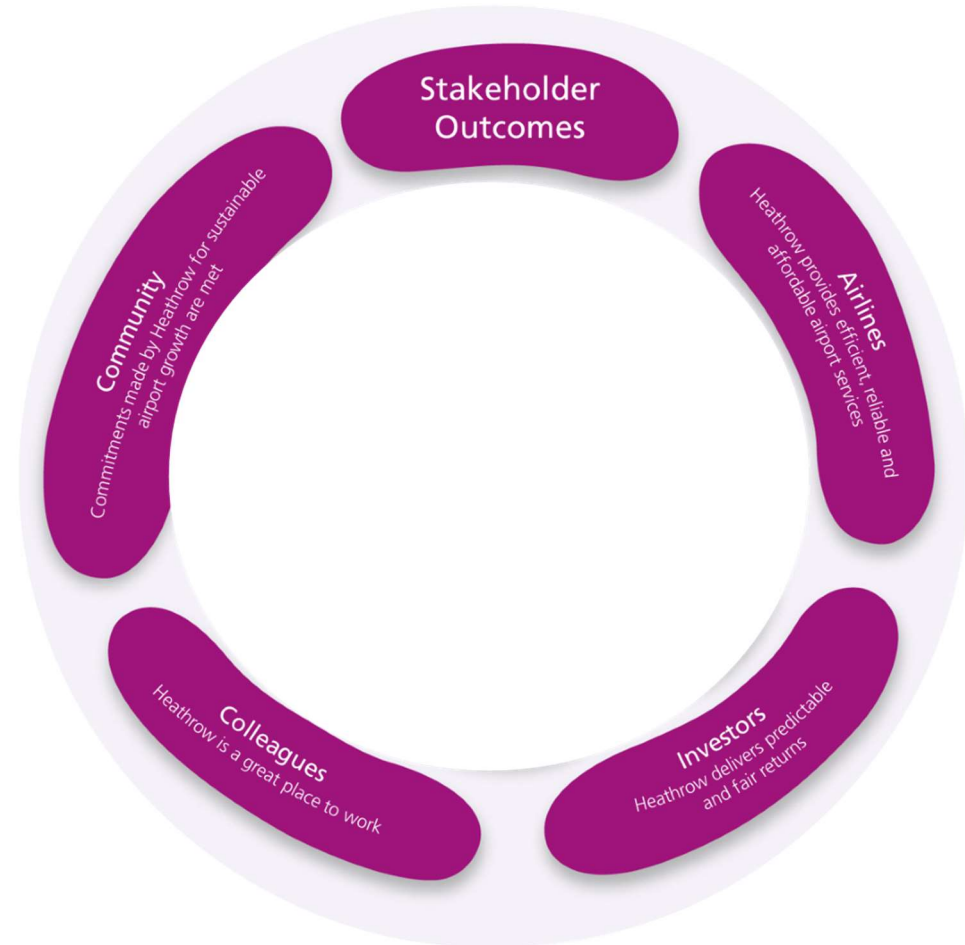 Stakeholder
Outcomes
Airlines
Heathrow provides efficient, reliable and
affordable airport services
Investors
Heathrow delivers predictable
and fair returns
Colleagues
Heathrow is a great place to work
Community
Commitments made by Heathrow for sustainable
airport growth are met